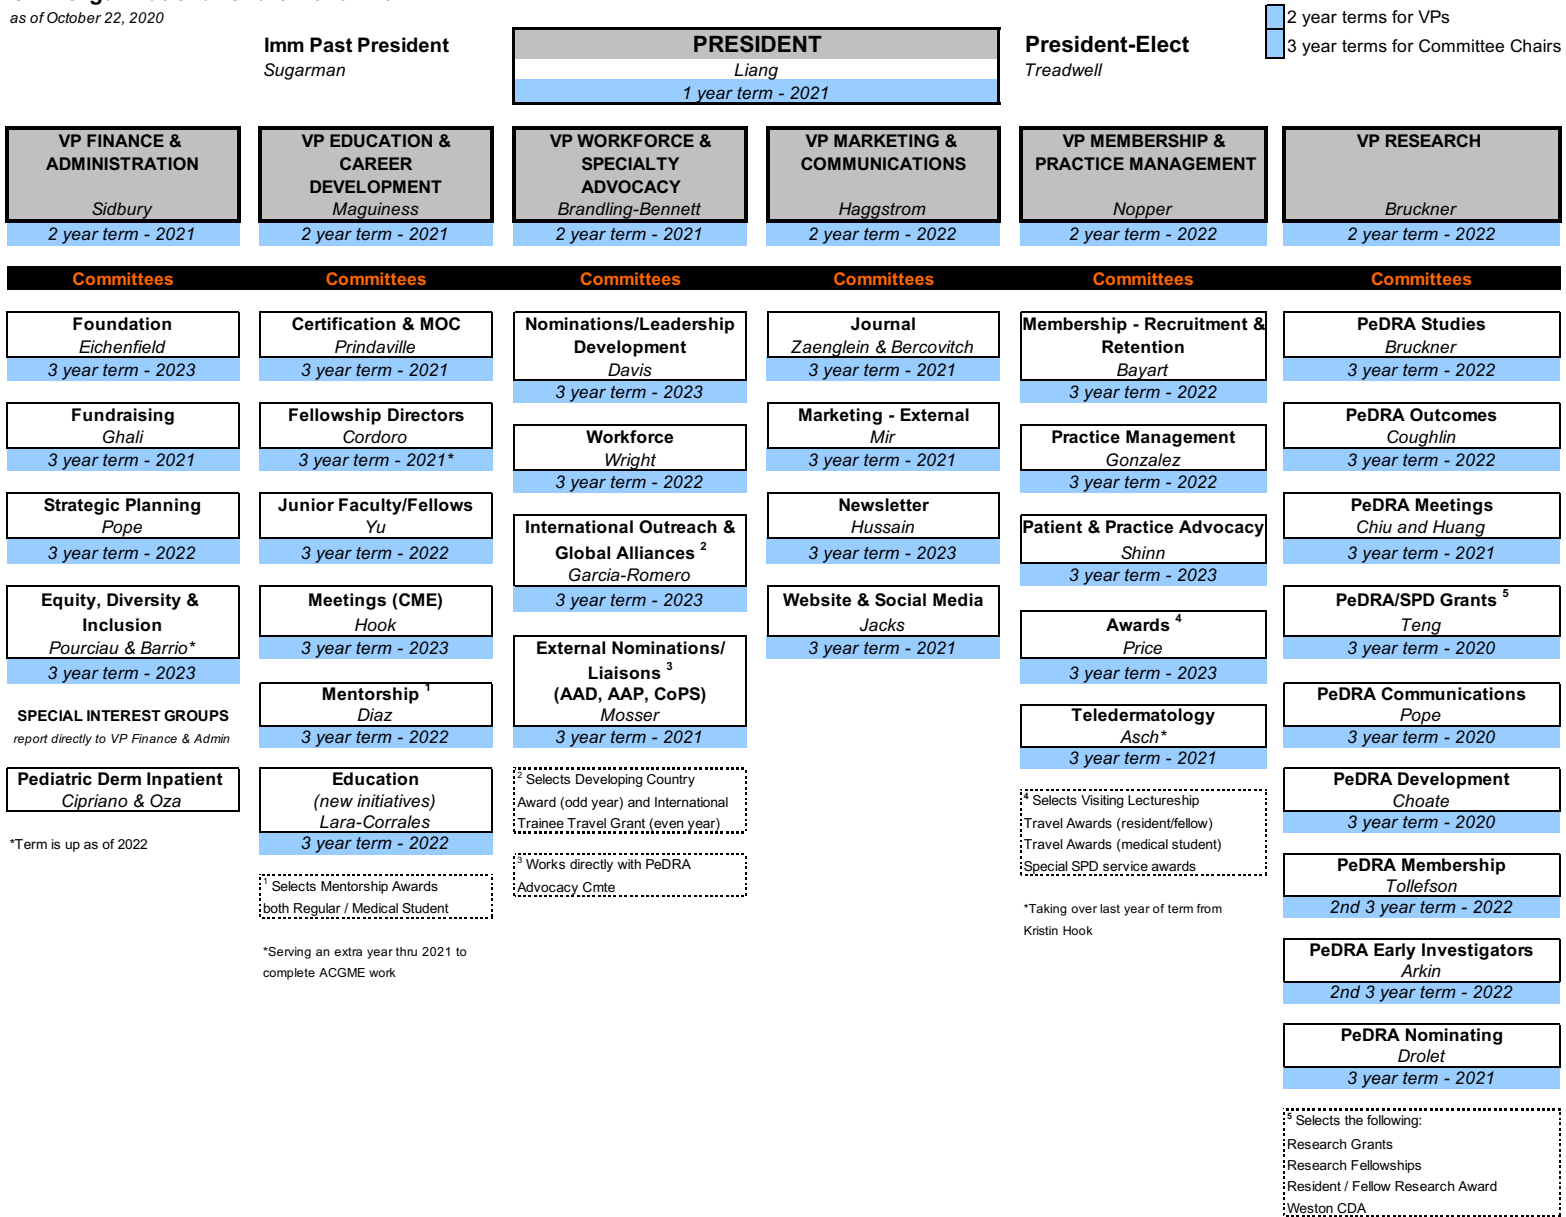 as of October 22, 2020
2 year terms for VPs
3 year terms for Committee Chairs
Imm Past President
Sugarman
PRESIDENT
Liang
1 year term - 2021
President-Elect
Treadwell
VP FINANCE &
ADMINISTRATION
Sidbury
2 year term - 2021
VP EDUCATION &
CAREER
DEVELOPMENT
Maguiness
2 year term - 2021
VP WORKFORCE &
SPECIALTY
ADVOCACY
Brandling-Bennett
2 year term - 2021
VP MARKETING &
COMMUNICATIONS
Haggstrom
2 year term - 2022
VP MEMBERSHIP &
PRACTICE MANAGEMENT
Nopper
2 year term - 2022
VP RESEARCH
Bruckner
2 year term - 2022
Committees
Committees
Committees
Committees
Committees
Committees
Foundation
Eichenfield
3 year term - 2023
Fundraising
Ghali
3 year term - 2021
Strategic Planning
Pope
3 year term - 2022
Equity, Diversity &
Inclusion
Pourciau & Barrio*
3 year term - 2023
SPECIAL INTEREST GROUPS
report directly to VP Finance & Admin
Pediatric Derm Inpatient
Cipriano & Oza
*Term is up as of 2022
Certification & MOC
Prindaville
3 year term - 2021
Fellowship Directors
Cordoro
3 year term - 2021*
Junior Faculty/Fellows
Yu
3 year term - 2022
Meetings (CME)
Hook
3 year term - 2023
Mentorship 1
Diaz
3 year term - 2022
Education
(new initiatives)
Lara-Corrales
3 year term - 2022
1 Selects Mentorship Awards
both Regular / Medical Student
*Serving an extra year thru 2021 to
complete ACGME work
Nominations/Leadership
Development
Davis
3 year term - 2023
Workforce
Wright
3 year term - 2022
International Outreach &
Global Alliances 2
Garcia-Romero
3 year term - 2023
External Nominations/
Liaisons 3
(AAD, AAP, CoPS)
Mosser
3 year term - 2021
2 Selects Developing Country
Award (odd year) and International
Trainee Travel Grant (even year)
3 Works directly with PeDRA
Advocacy Cmte
Journal
Zaenglein & Bercovitch
3 year term - 2021
Marketing - External
Mir
3 year term - 2021
Newsletter
Hussain
3 year term - 2023
Website & Social Media
Jacks
3 year term - 2021
Membership - Recruitment &
Retention
Bayart
3 year term - 2022
Practice Management
Gonzalez
3 year term - 2022
Patient & Practice Advocacy
Shinn
3 year term - 2023
Awards 4
Price
3 year term - 2023
Teledermatology
Asch*
3 year term - 2021
4 Selects Visiting Lectureship
Travel Awards (resident/fellow)
Travel Awards (medical student)
Special SPD service awards
*Taking over last year of term from
Kristin Hook
PeDRA Studies
Bruckner
3 year term - 2022
PeDRA Outcomes
Coughlin
3 year term - 2022
PeDRA Meetings
Chiu and Huang
3 year term - 2021
PeDRA/SPD Grants 5
Teng
3 year term - 2020
PeDRA Communications
Pope
3 year term - 2020
PeDRA Development
Choate
3 year term - 2020
PeDRA Membership
Tollefson
2nd 3 year term - 2022
PeDRA Early Investigators
Arkin
2nd 3 year term - 2022
PeDRA Nominating
Drolet
3 year term - 2021
5 Selects the following:
Research Grants
Research Fellowships
Resident / Fellow Research Award
Weston CDA